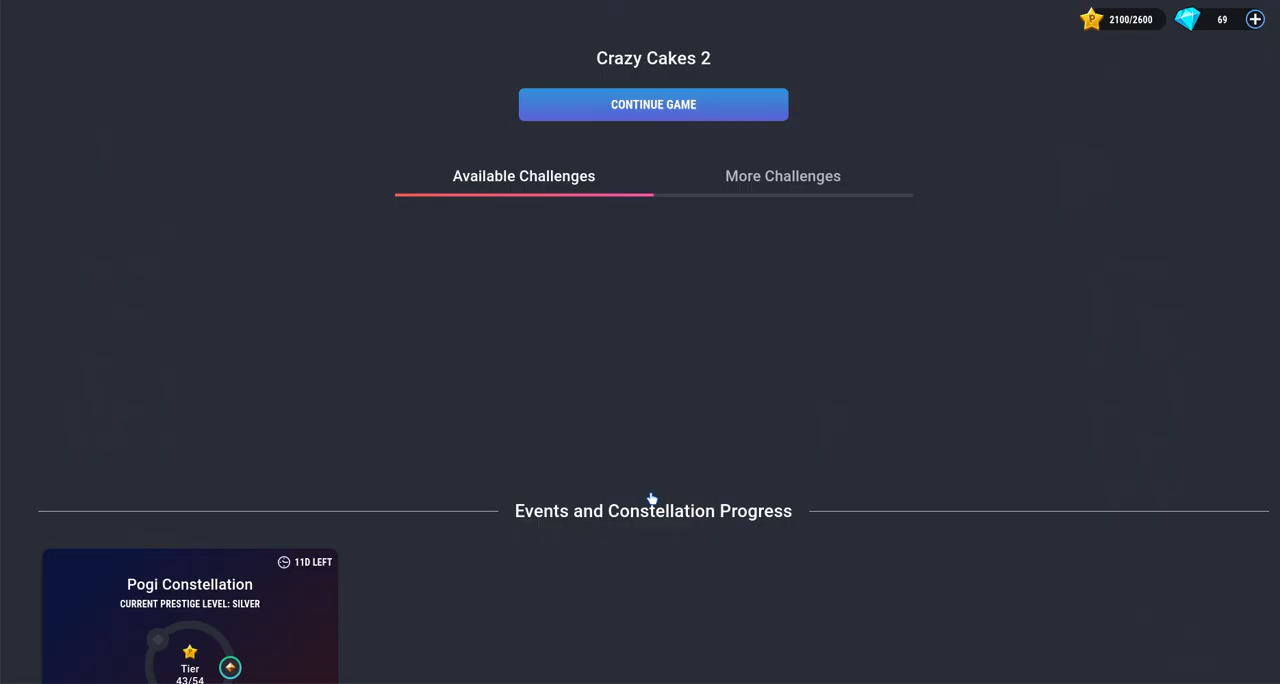 2100/2600
69
Crazy Cakes 2
CONTINUE GAME
Available Challenges
More Challenges
Events and Constellation Progress
11D LEFT
Pogi Constellation
CURRENT PRESTIGE LEVEL: SILVER
P
Tier
43/54